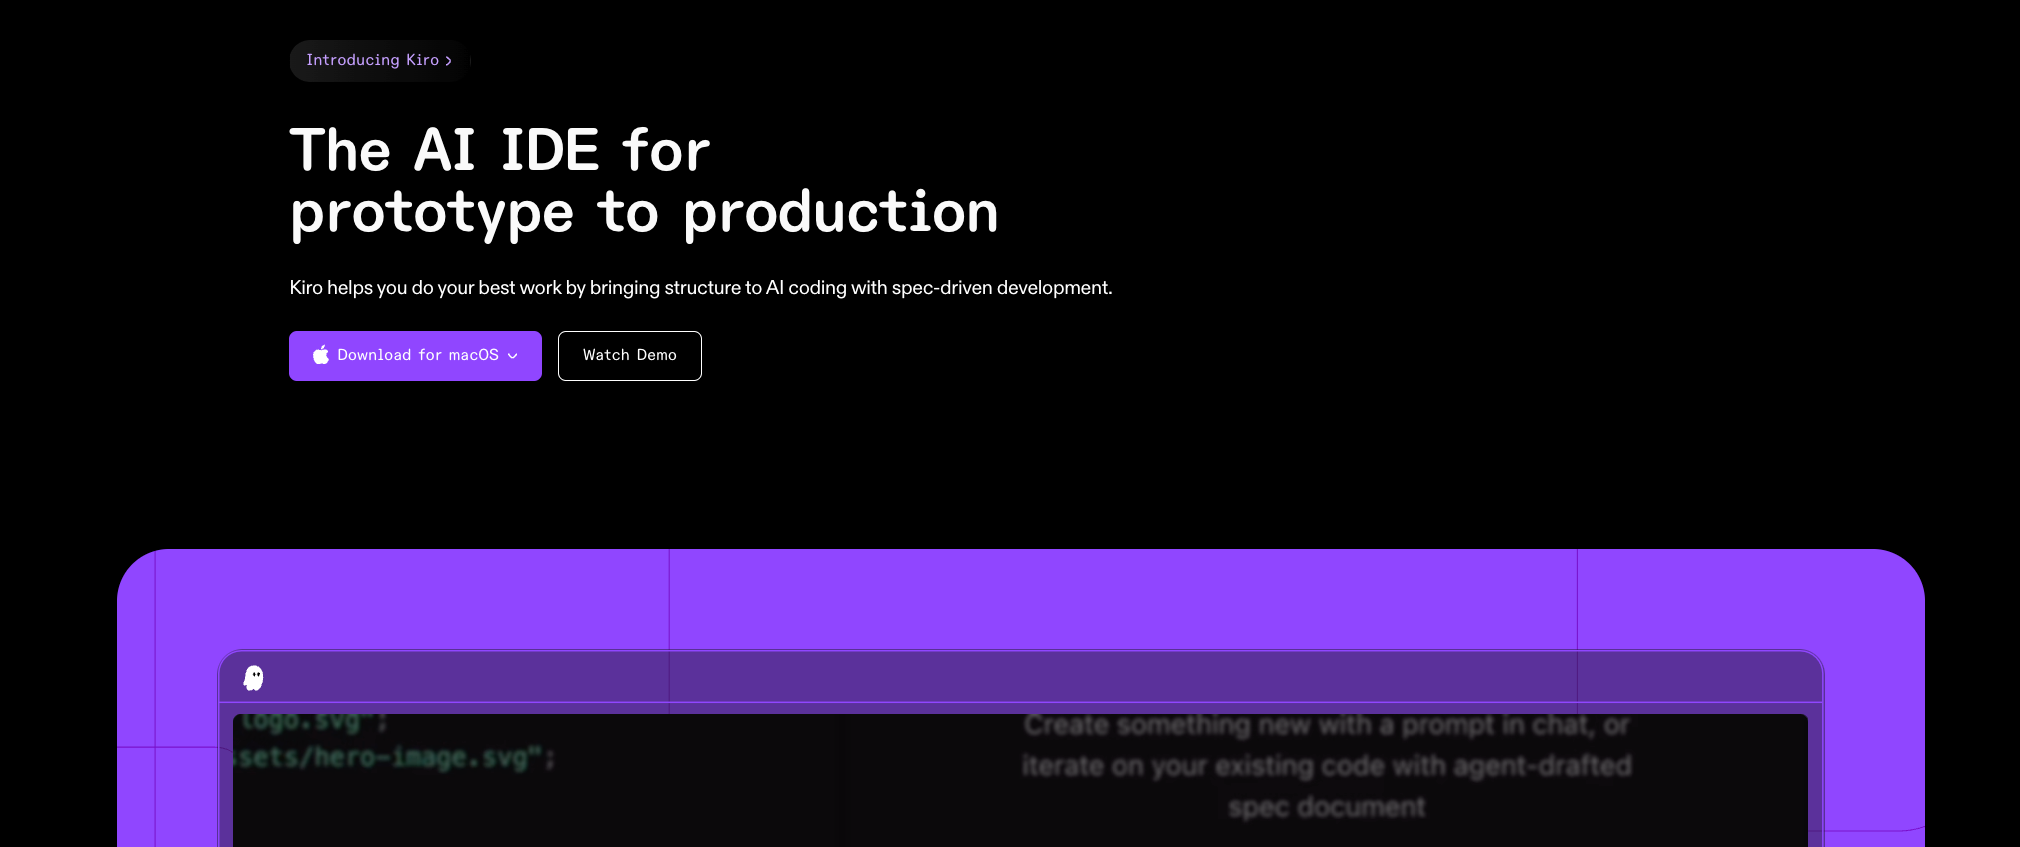 Introducing Kiro
The AI IDE for
prototype to production
Kiro helps you do your best work by bringing structure to AI coding with spec-driven development.
Download for macOS
Watch Demo
logo.svg";
ssets/hero-image.svg";
Create something new with a prompt in chat, or
iterate on your existing code with agent-drafted
spec document